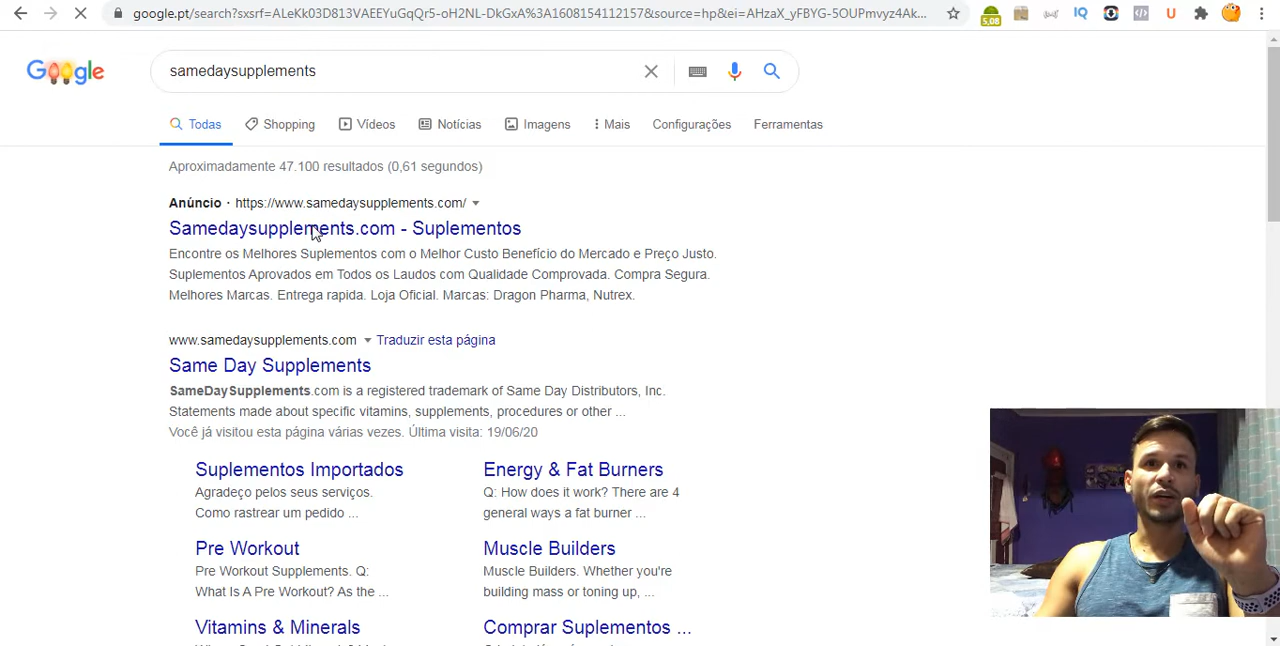 google.pt/search?sxsrf=ALeKk03D813VAEEYuGqQr5-oH2NL-DkGxA%3A1608154112157&source=hp&ei=AHzaX_yFBYG-5OUPmvyz4Ak...
5,08
IQ
U
Google
samedaysupplements
Todas Shopping Vídeos Notícias Imagens Mais Configurações Ferramentas
Aproximadamente 47.100 resultados (0,61 segundos)
Anúncio · https://www.samedaysupplements.com/
Samedaysupplements.com - Suplementos
Encontre os Melhores Suplementos com o Melhor Custo Benefício do Mercado e Preço Justo.
Suplementos Aprovados em Todos os Laudos com Qualidade Comprovada. Compra Segura.
Melhores Marcas. Entrega rapida. Loja Oficial. Marcas: Dragon Pharma, Nutrex.
www.samedaysupplements.com Traduzir esta página
Same Day Supplements
SameDaySupplements.com is a registered trademark of Same Day Distributors, Inc.
Statements made about specific vitamins, supplements, procedures or other ...
Você já visitou esta página várias vezes. Última visita: 19/06/20
Suplementos Importados
Agradeço pelos seus serviços.
Como rastrear um pedido ...
Energy & Fat Burners
Q: How does it work? There are 4
general ways a fat burner ...
Pre Workout
Pre Workout Supplements. Q:
What Is A Pre Workout? As the ...
Muscle Builders
Muscle Builders. Whether you're
building mass or toning up, ...
Vitamins & Minerals
Comprar Suplementos ...